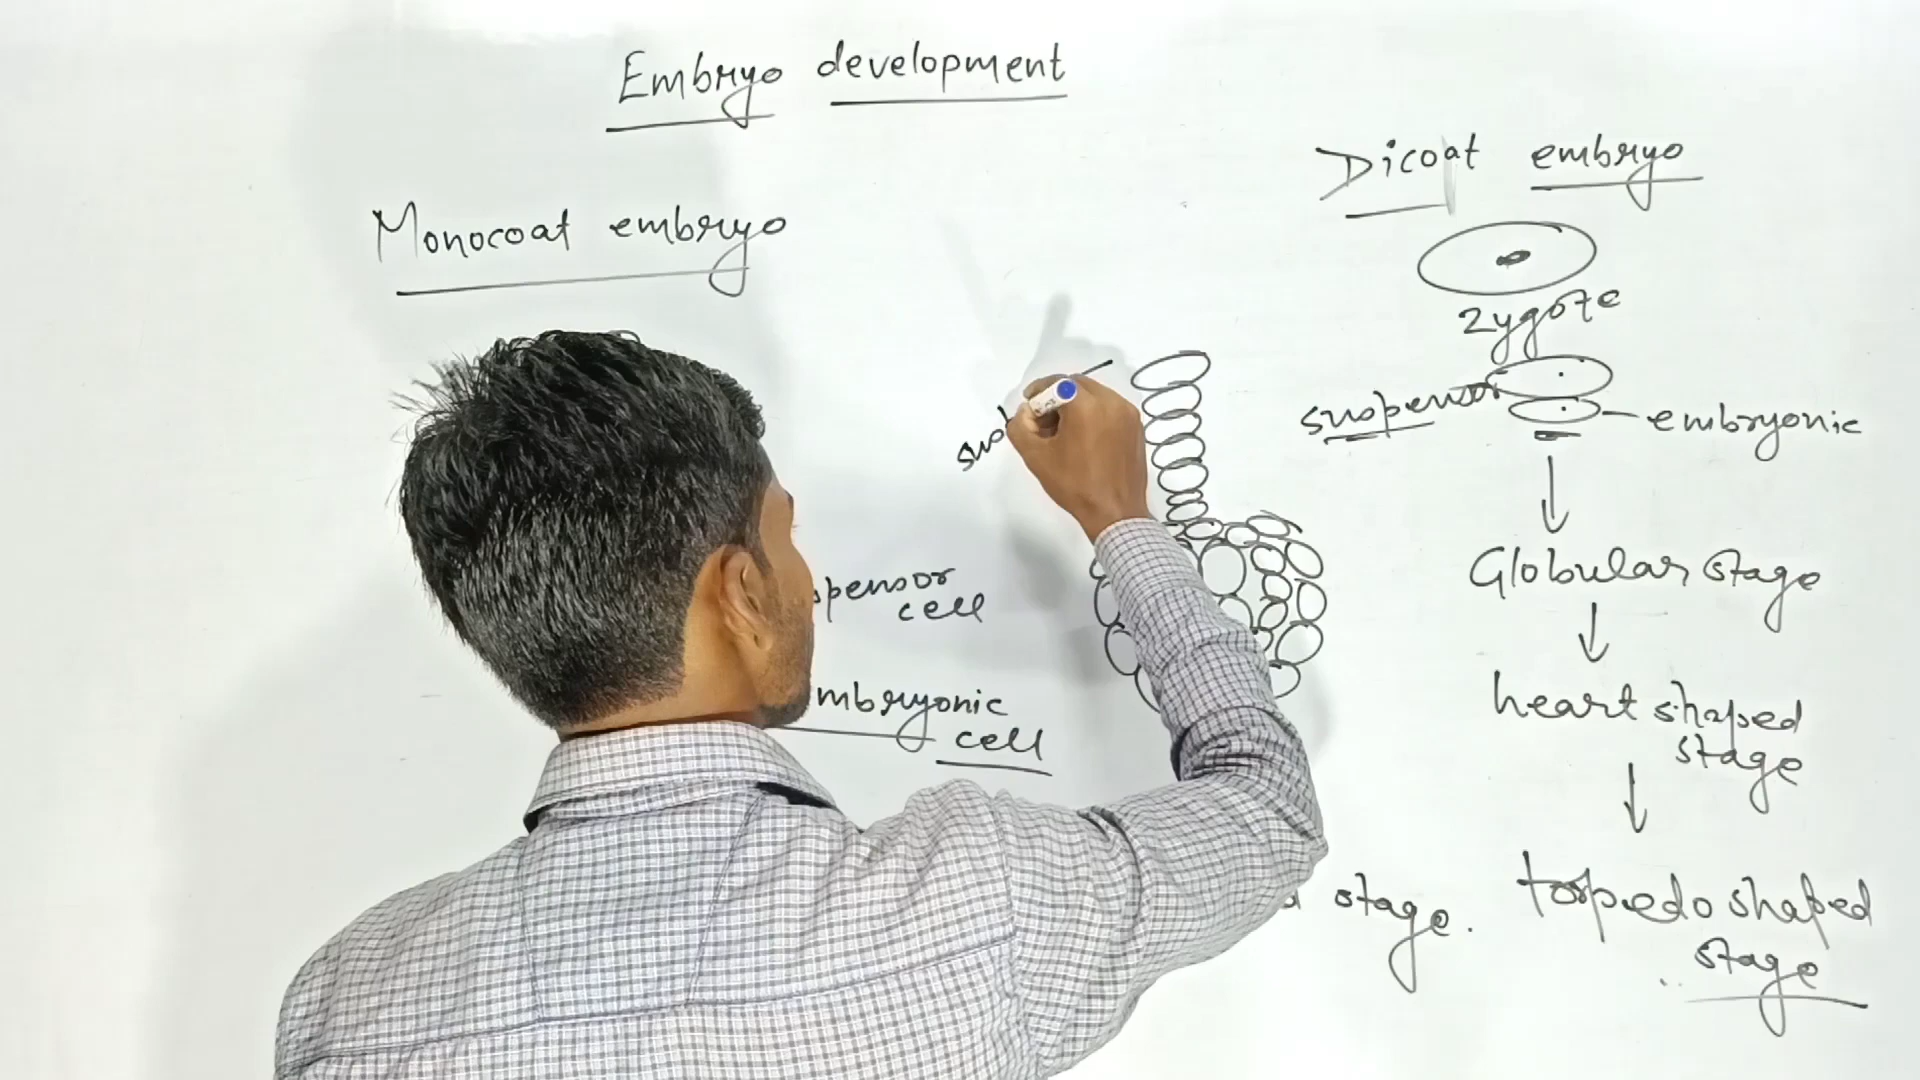 Embryo development
Dicoat embryo
Monocoat embryo
Zygote
suspensor
embryonic
Globular stage
heart shaped
stage
torpedo shaped
stage
spensor
cell
mbryonic
cell
stage.